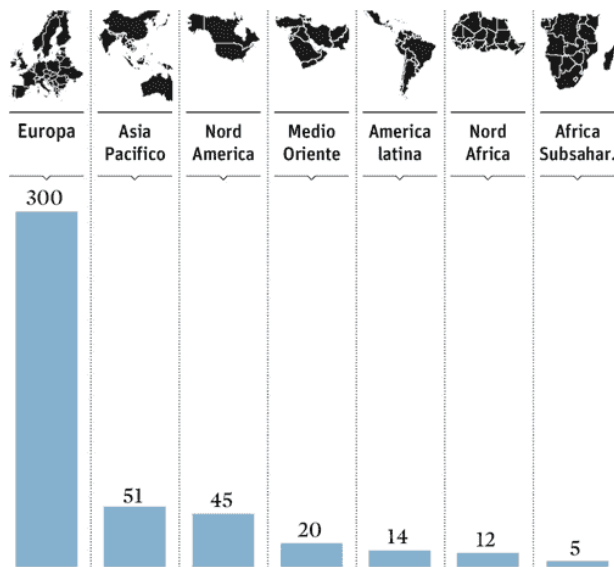 Europa
Asia
Pacifico
Nord
America
Medio
Oriente
America
latina
Nord
Africa
Africa
Subsahar.
300
51
45
20
14
12
5